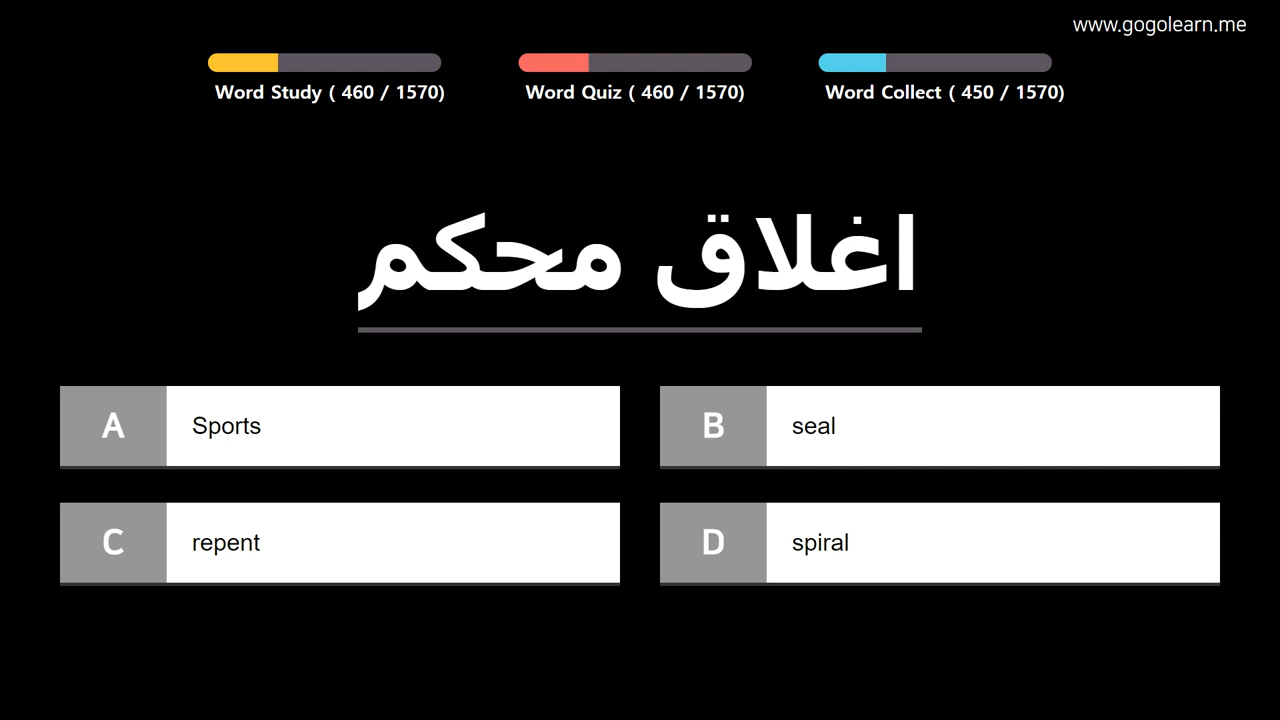 www.gogolearn.me
Word Study ( 460 / 1570)
Word Quiz ( 460 / 1570)
Word Collect ( 450 / 1570)
اغلاق محكم
A Sports
B seal
C repent
D spiral